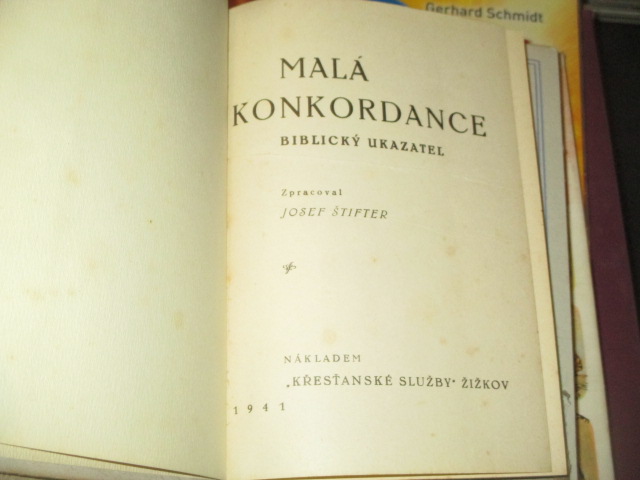 Gerhard Schmidt
MALÁ
KONKORDANCE
BIBLICKÝ UKAZATEL
Zpracoval
JOSEF ŠTIFTER
NÁKLADEM
„KŘESŤANSKÉ SLUŽBY“ ŽIŽKOV
1941